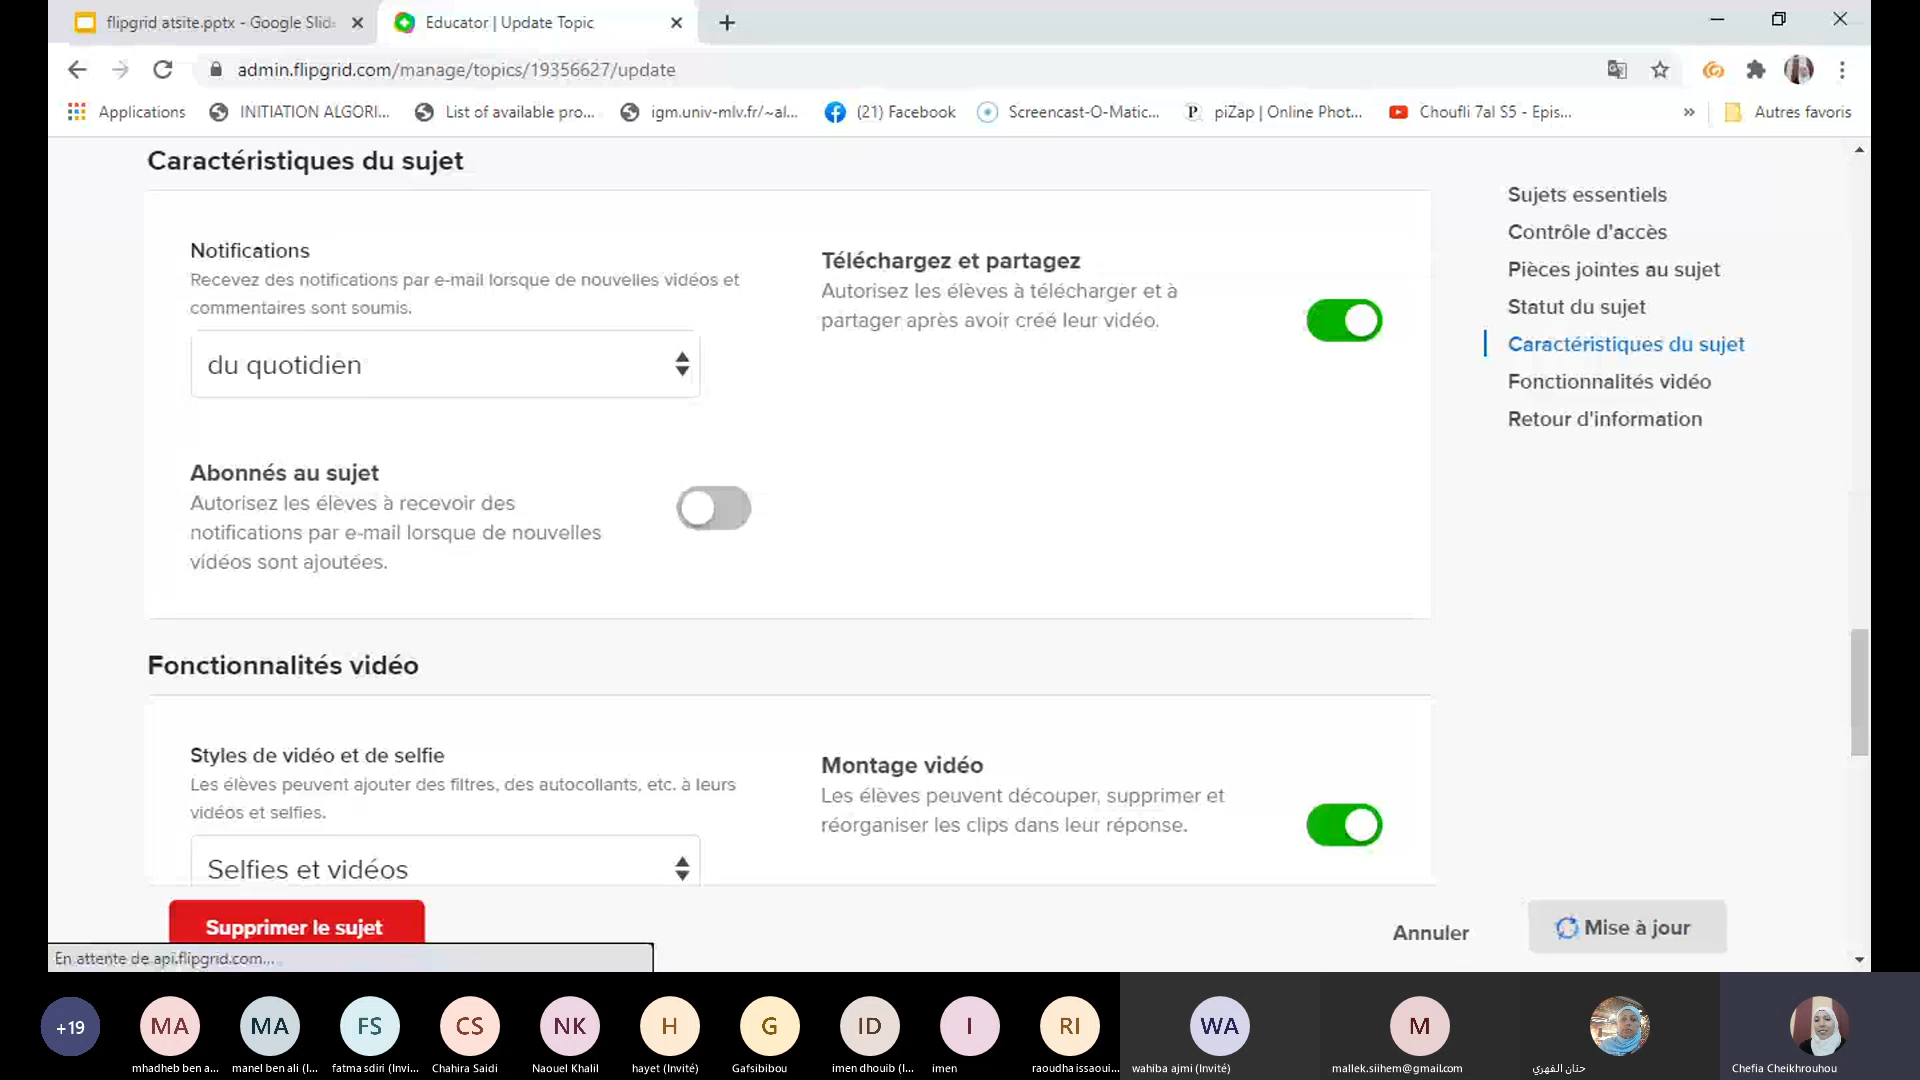 flipgrid atsite.pptx - Google Slid
Educator | Update Topic
admin.flipgrid.com/manage/topics/19356627/update
Applications
INITIATION ALGORI...
List of available pro...
igm.univ-mlv.fr/~al...
(21) Facebook
Screencast-O-Matic...
piZap | Online Phot...
Choufli 7al S5 - Epis...
»
Autres favoris
Caractéristiques du sujet
Notifications
Recevez des notifications par e-mail lorsque de nouvelles vidéos et
commentaires sont soumis.
du quotidien
Téléchargez et partagez
Autorisez les élèves à télécharger et à
partager après avoir créé leur vidéo.
Abonnés au sujet
Autorisez les élèves à recevoir des
notifications par e-mail lorsque de nouvelles
vidéos sont ajoutées.
Sujets essentiels
Contrôle d'accès
Pièces jointes au sujet
Statut du sujet
Caractéristiques du sujet
Fonctionnalités vidéo
Retour d'information
Fonctionnalités vidéo
Styles de vidéo et de selfie
Les élèves peuvent ajouter des filtres, des autocollants, etc. à leurs
vidéos et selfies.
Selfies et vidéos
Montage vidéo
Les élèves peuvent découper, supprimer et
réorganiser les clips dans leur réponse.
Supprimer le sujet
Annuler
Mise à jour
En attente de api.flipgrid.com...
+19
MA
MA
FS
CS
NK
H
G
ID
I
RI
WA
M
mhadheb ben a...
manel ben ali (I...
fatma sdiri (Invi...
Chahira Saidi
Naouel Khalil
hayet (Invité)
Gafsibibou
imen dhouib (I...
imen
raoudha issaoui...
wahiba ajmi (Invité)
mallek.siihem@gmail.com
حنان الفهري
Chefia Cheikhrouhou